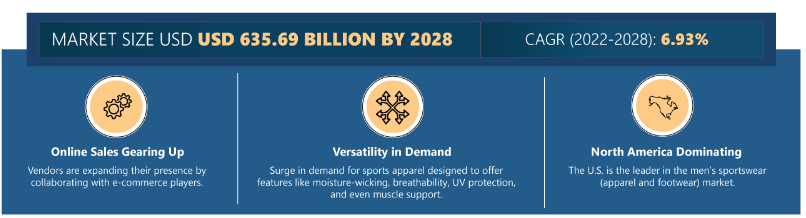 MARKET SIZE USD USD 635.69 BILLION BY 2028
CAGR (2022-2028): 6.93%
Online Sales Gearing Up
Vendors are expanding their presence by
collaborating with e-commerce players.
Versatility in Demand
Surge in demand for sports apparel designed to offer
features like moisture-wicking, breathability, UV protection,
and even muscle support.
North America Dominating
The U.S. is the leader in the men's sportswear
(apparel and footwear) market.